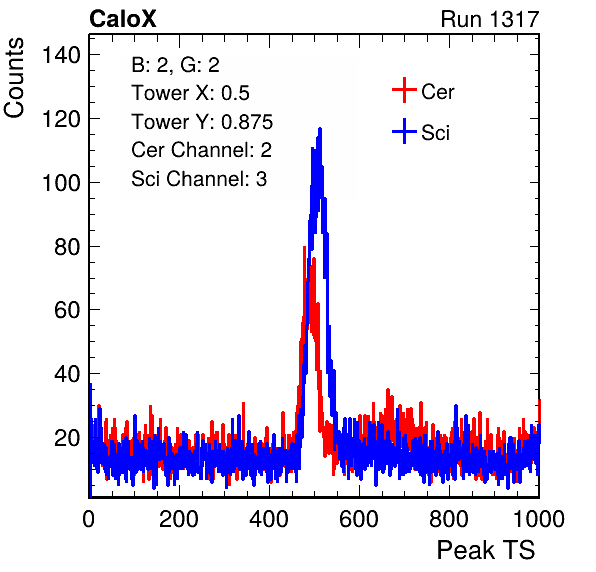 CaloX Run 1317
Counts
140
120
100
80
60
40
20
B: 2, G: 2
Tower X: 0.5
Tower Y: 0.875
Cer Channel: 2
Sci Channel: 3
Cer
Sci
0 200 400 600 800 1000
Peak TS